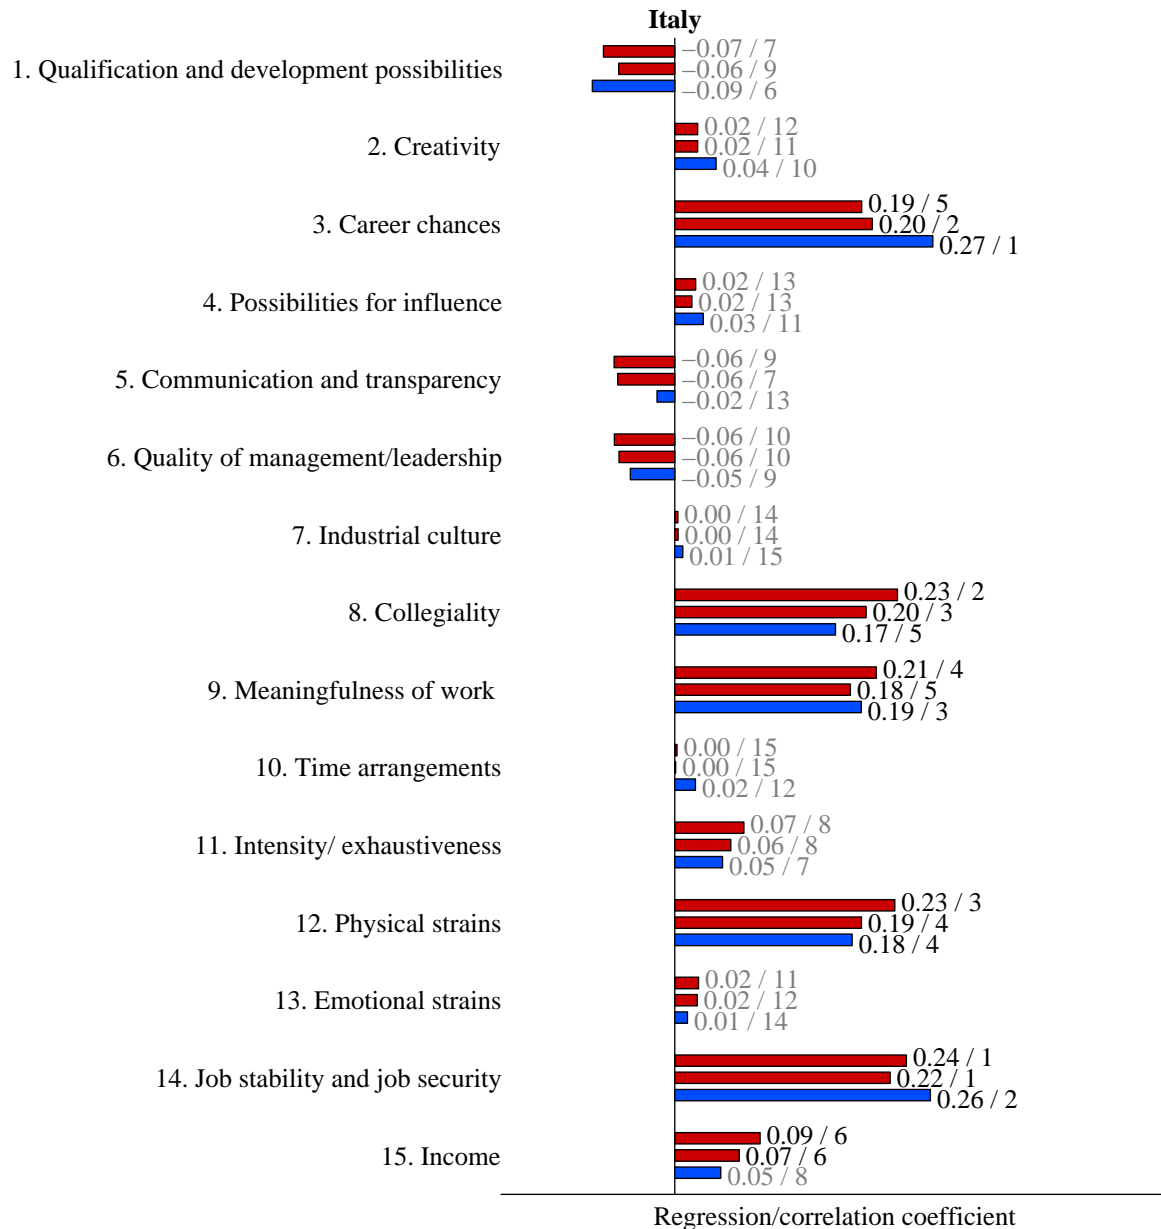 Italy
1. Qualification and development possibilities
–0.07 / 7
–0.06 / 9
–0.09 / 6
2. Creativity
0.02 / 12
0.02 / 11
0.04 / 10
3. Career chances
0.19 / 5
0.20 / 2
0.27 / 1
4. Possibilities for influence
0.02 / 13
0.02 / 13
0.03 / 11
5. Communication and transparency
–0.06 / 9
–0.06 / 7
–0.02 / 13
6. Quality of management/leadership
–0.06 / 10
–0.06 / 10
–0.05 / 9
7. Industrial culture
0.00 / 14
0.00 / 14
0.01 / 15
8. Collegiality
0.23 / 2
0.20 / 3
0.17 / 5
9. Meaningfulness of work
0.21 / 4
0.18 / 5
0.19 / 3
10. Time arrangements
0.00 / 15
0.00 / 15
0.02 / 12
11. Intensity/ exhaustiveness
0.07 / 8
0.06 / 8
0.05 / 7
12. Physical strains
0.23 / 3
0.19 / 4
0.18 / 4
13. Emotional strains
0.02 / 11
0.02 / 12
0.01 / 14
14. Job stability and job security
0.24 / 1
0.22 / 1
0.26 / 2
15. Income
0.09 / 6
0.07 / 6
0.05 / 8
Regression/correlation coefficient